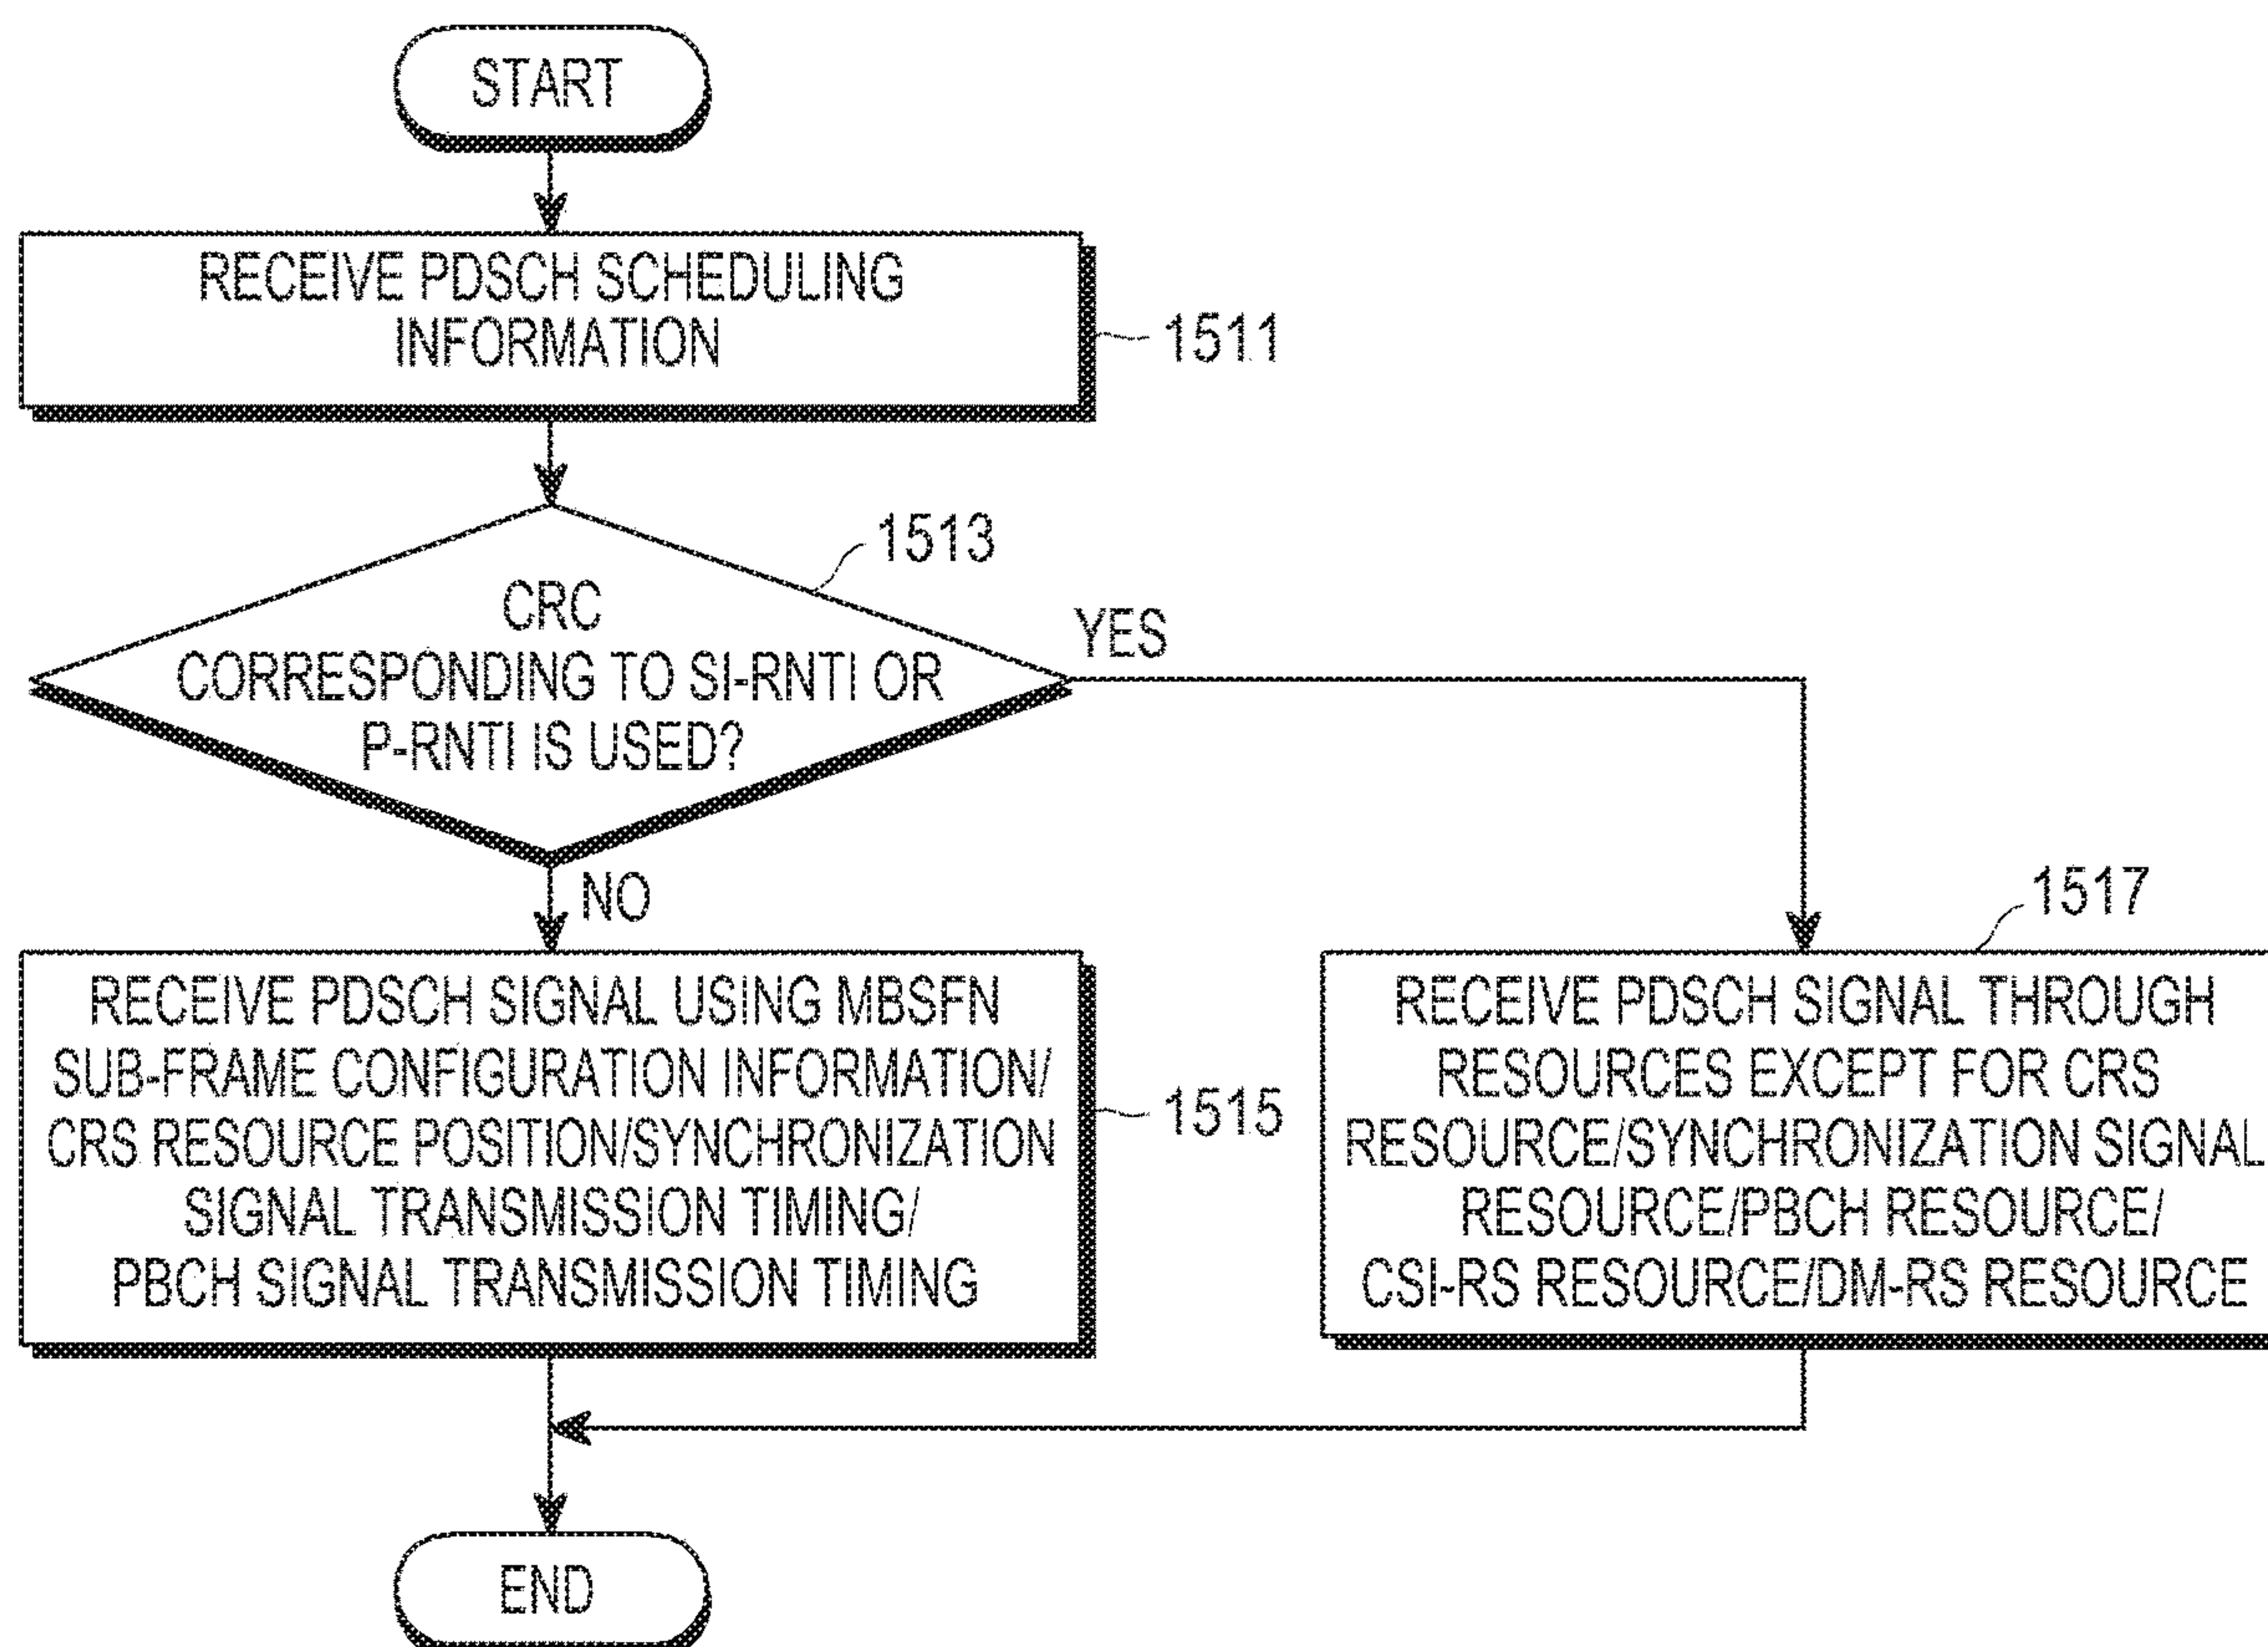 START
RECEIVE PDSCH SCHEDULING
INFORMATION
1511
1513
CRC
CORRESPONDING TO SI-RNTI OR
P-RNTI IS USED?
YES
NO
1517
RECEIVE PDSCH SIGNAL USING MBSFN
SUB-FRAME CONFIGURATION INFORMATION/
CRS RESOURCE POSITION/SYNCHRONIZATION
SIGNAL TRANSMISSION TIMING/
PBCH SIGNAL TRANSMISSION TIMING
1515
RECEIVE PDSCH SIGNAL THROUGH
RESOURCES EXCEPT FOR CRS
RESOURCE/SYNCHRONIZATION SIGNAL
RESOURCE/PBCH RESOURCE/
CSI-RS RESOURCE/DM-RS RESOURCE
END